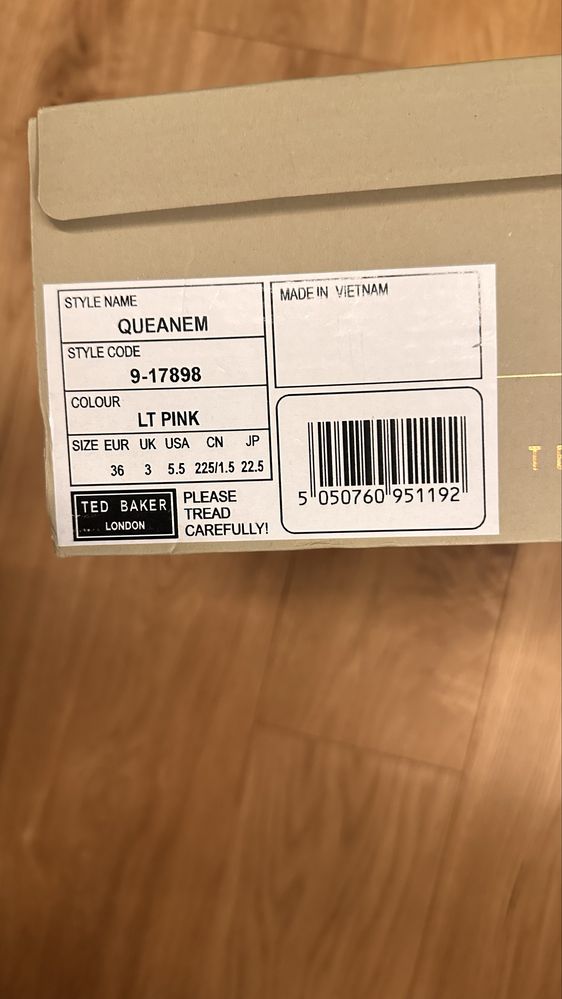 STYLE NAME
QUEANEM
STYLE CODE
9-17898
COLOUR
LT PINK
SIZE EUR UK USA CN JP
36 3 5.5 225/1.5 22.5
TED BAKER
LONDON
PLEASE
TREAD
CAREFULLY!
MADE IN VIETNAM
5 050760 951192